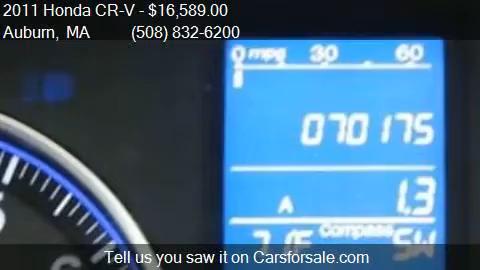 2011 Honda CR-V - $16,589.00
Auburn, MA (508) 832-6200
0 mpg 30 60
070175
A 1.3
Compass
SW
Tell us you saw it on Carsforsale.com